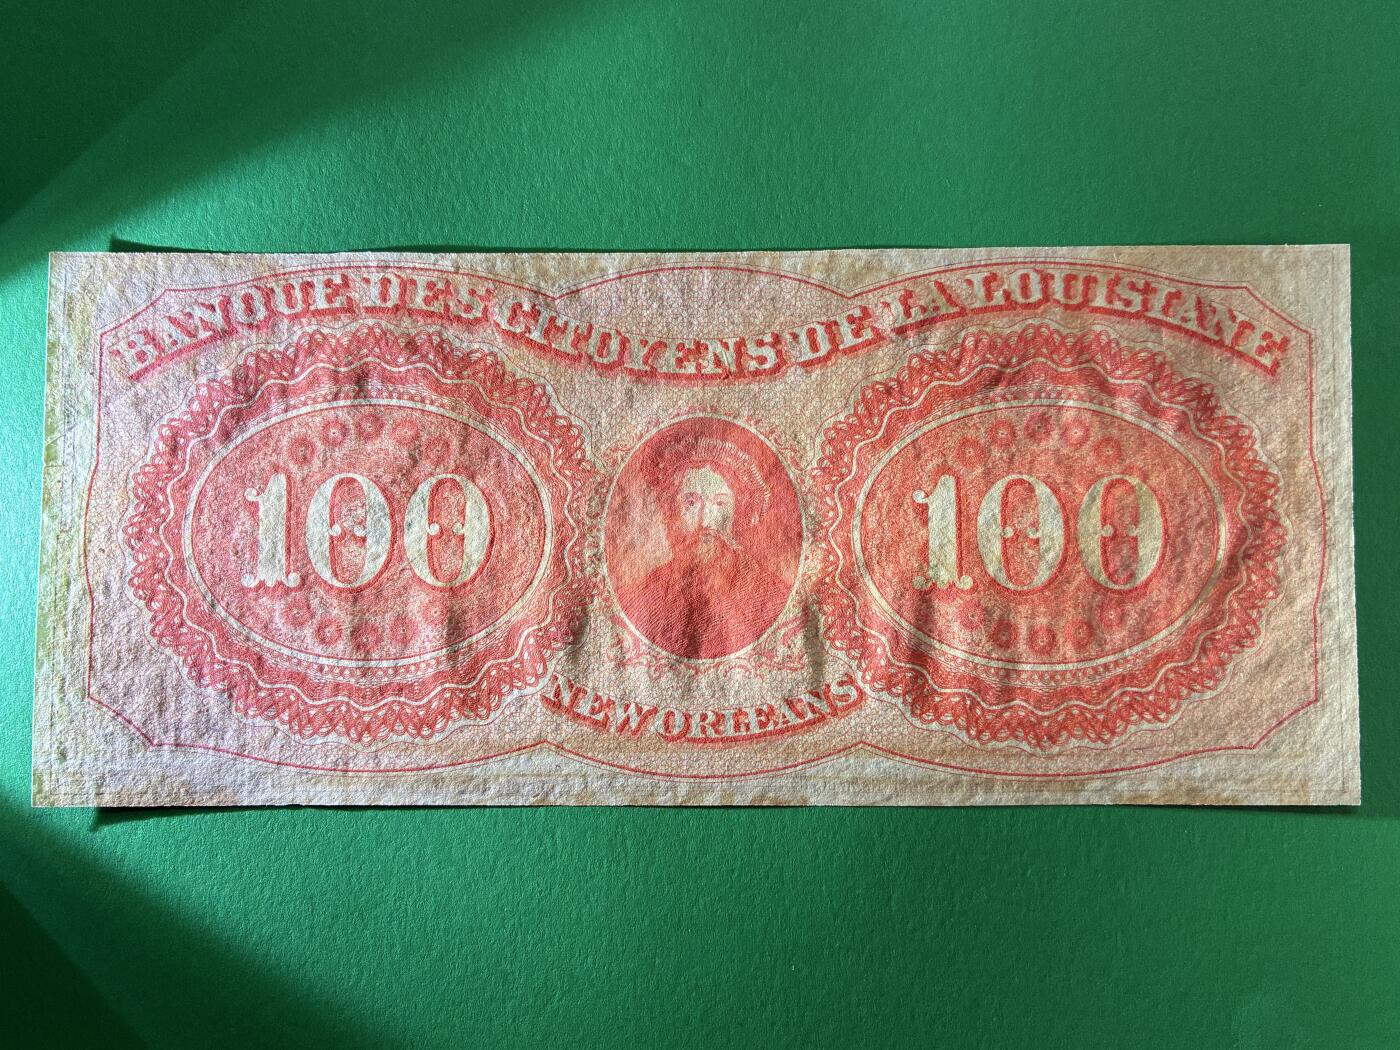 BANQUE DES CITOYENS DE LA LOUISIANE
100 100
NEW ORLEANS